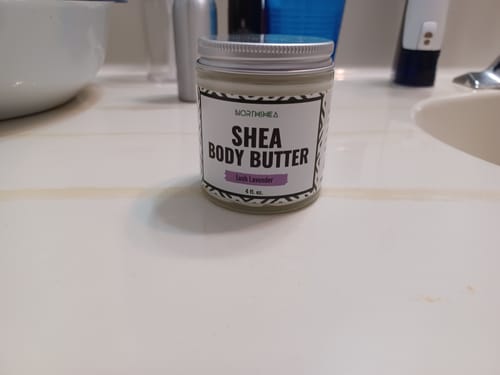 NORTHSHEA
SHEA
BODY BUTTER
Lush Lavender
4 fl. oz.